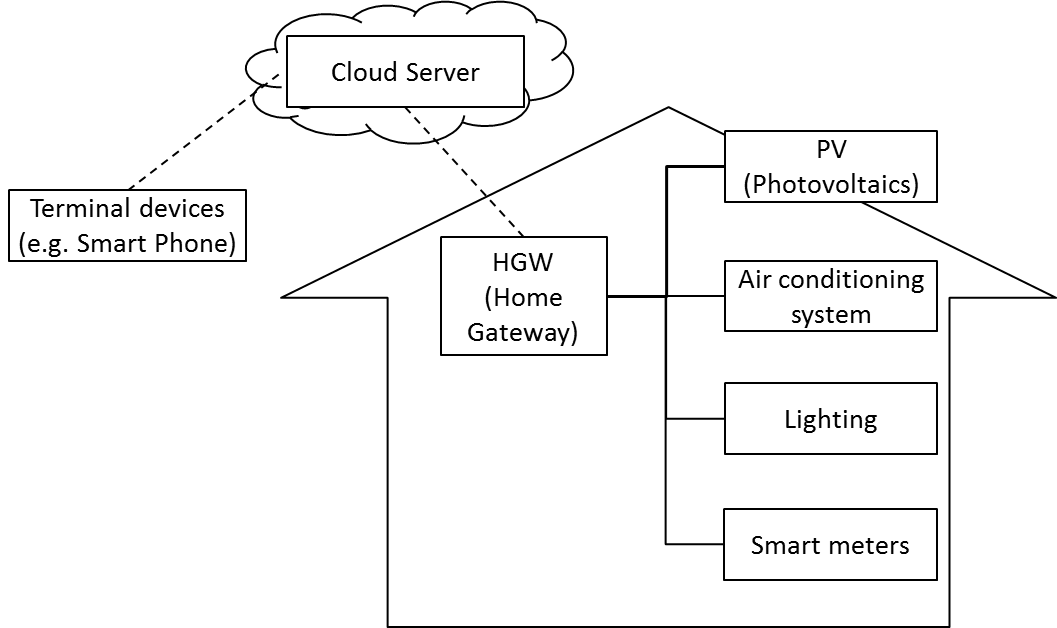 Cloud Server
Terminal devices
(e.g. Smart Phone)
HGW
(Home
Gateway)
PV
(Photovoltaics)
Air conditioning
system
Lighting
Smart meters